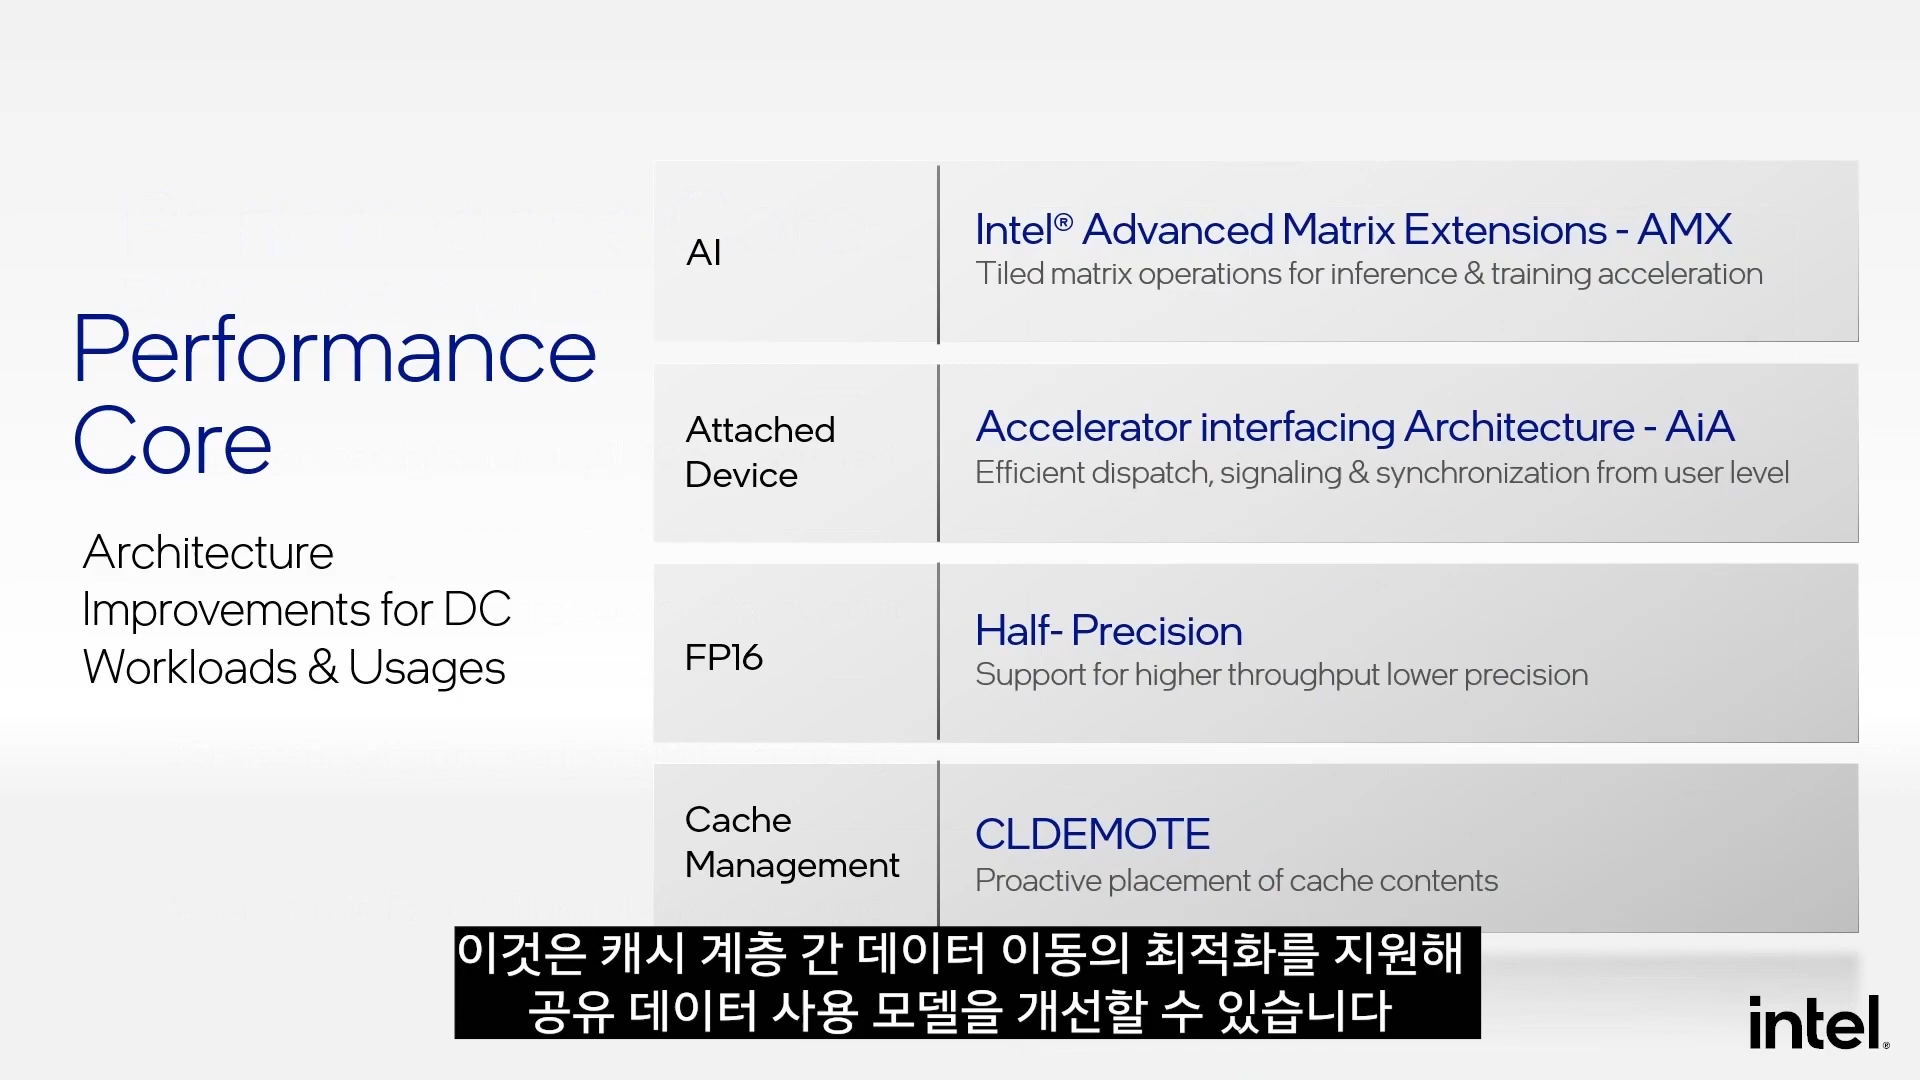 Performance
Core
Architecture
Improvements for DC
Workloads & Usages
AI
Intel® Advanced Matrix Extensions - AMX
Tiled matrix operations for inference & training acceleration
Attached
Device
Accelerator interfacing Architecture - AiA
Efficient dispatch, signaling & synchronization from user level
FP16
Half- Precision
Support for higher throughput lower precision
Cache
Management
CLDEMOTE
Proactive placement of cache contents
이것은 캐시 계층 간 데이터 이동의 최적화를 지원해
공유 데이터 사용 모델을 개선할 수 있습니다
intel®